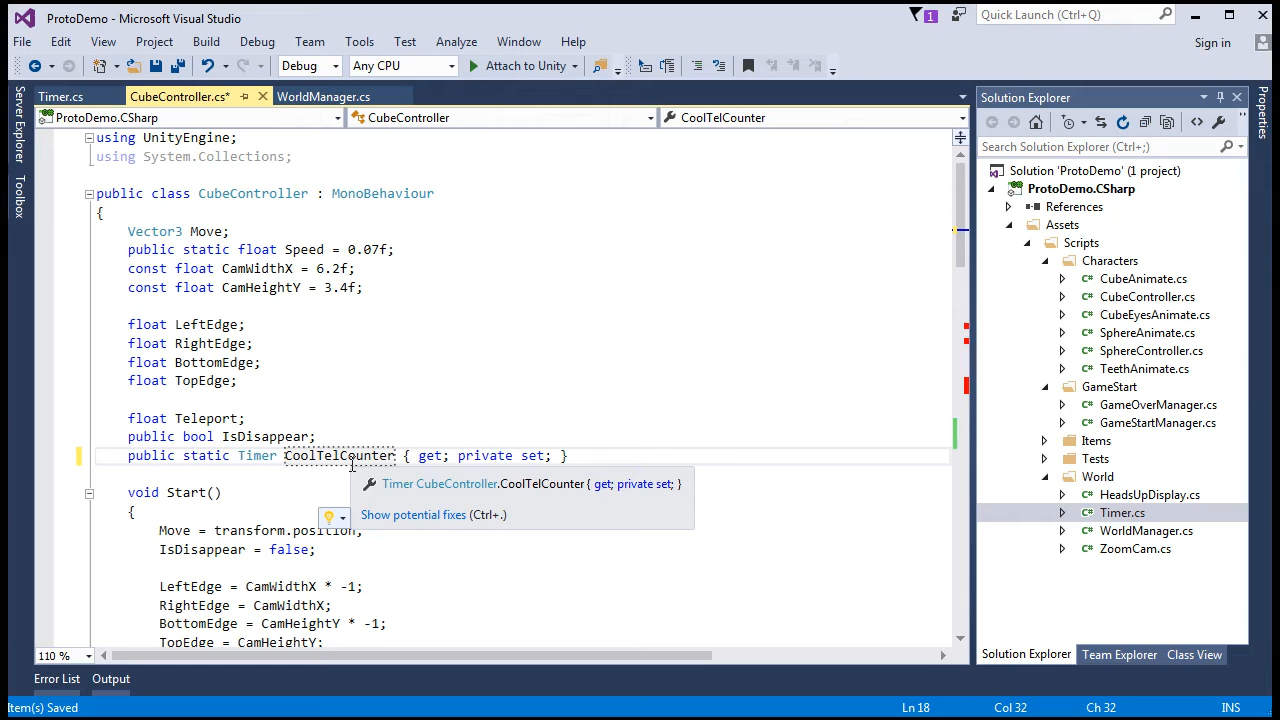 ProtoDemo - Microsoft Visual Studio
1
Quick Launch (Ctrl+Q)
File Edit View Project Build Debug Team Tools Test Analyze Window Help
Sign in
Debug Any CPU Attach to Unity
Server Explorer
Toolbox
Timer.cs CubeController.cs* WorldManager.cs
ProtoDemo.CSharp CubeController CoolTelCounter
using UnityEngine;
using System.Collections;
public class CubeController : MonoBehaviour
{
Vector3 Move;
public static float Speed = 0.07f;
const float CamWidthX = 6.2f;
const float CamHeightY = 3.4f;
float LeftEdge;
float RightEdge;
float BottomEdge;
float TopEdge;
float Teleport;
public bool IsDisappear;
public static Timer CoolTelCounter { get; private set; }
Timer CubeController.CoolTelCounter { get; private set; }
Show potential fixes (Ctrl+.)
void Start()
{
Move = transform.position;
IsDisappear = false;
LeftEdge = CamWidthX * -1;
RightEdge = CamWidthX;
BottomEdge = CamHeightY * -1;
TopEdge = CamHeightY;
110 %
Solution Explorer
Search Solution Explorer (Ctrl+;)
Solution 'ProtoDemo' (1 project)
ProtoDemo.CSharp
References
Assets
Scripts
Characters
C# CubeAnimate.cs
C# CubeController.cs
C# CubeEyesAnimate.cs
C# SphereAnimate.cs
C# SphereController.cs
C# TeethAnimate.cs
GameStart
C# GameOverManager.cs
C# GameStartManager.cs
Items
Tests
World
C# HeadsUpDisplay.cs
C# Timer.cs
C# WorldManager.cs
C# ZoomCam.cs
Solution Explorer Team Explorer Class View
Properties
Error List Output
Item(s) Saved Ln 18 Col 32 Ch 32 INS